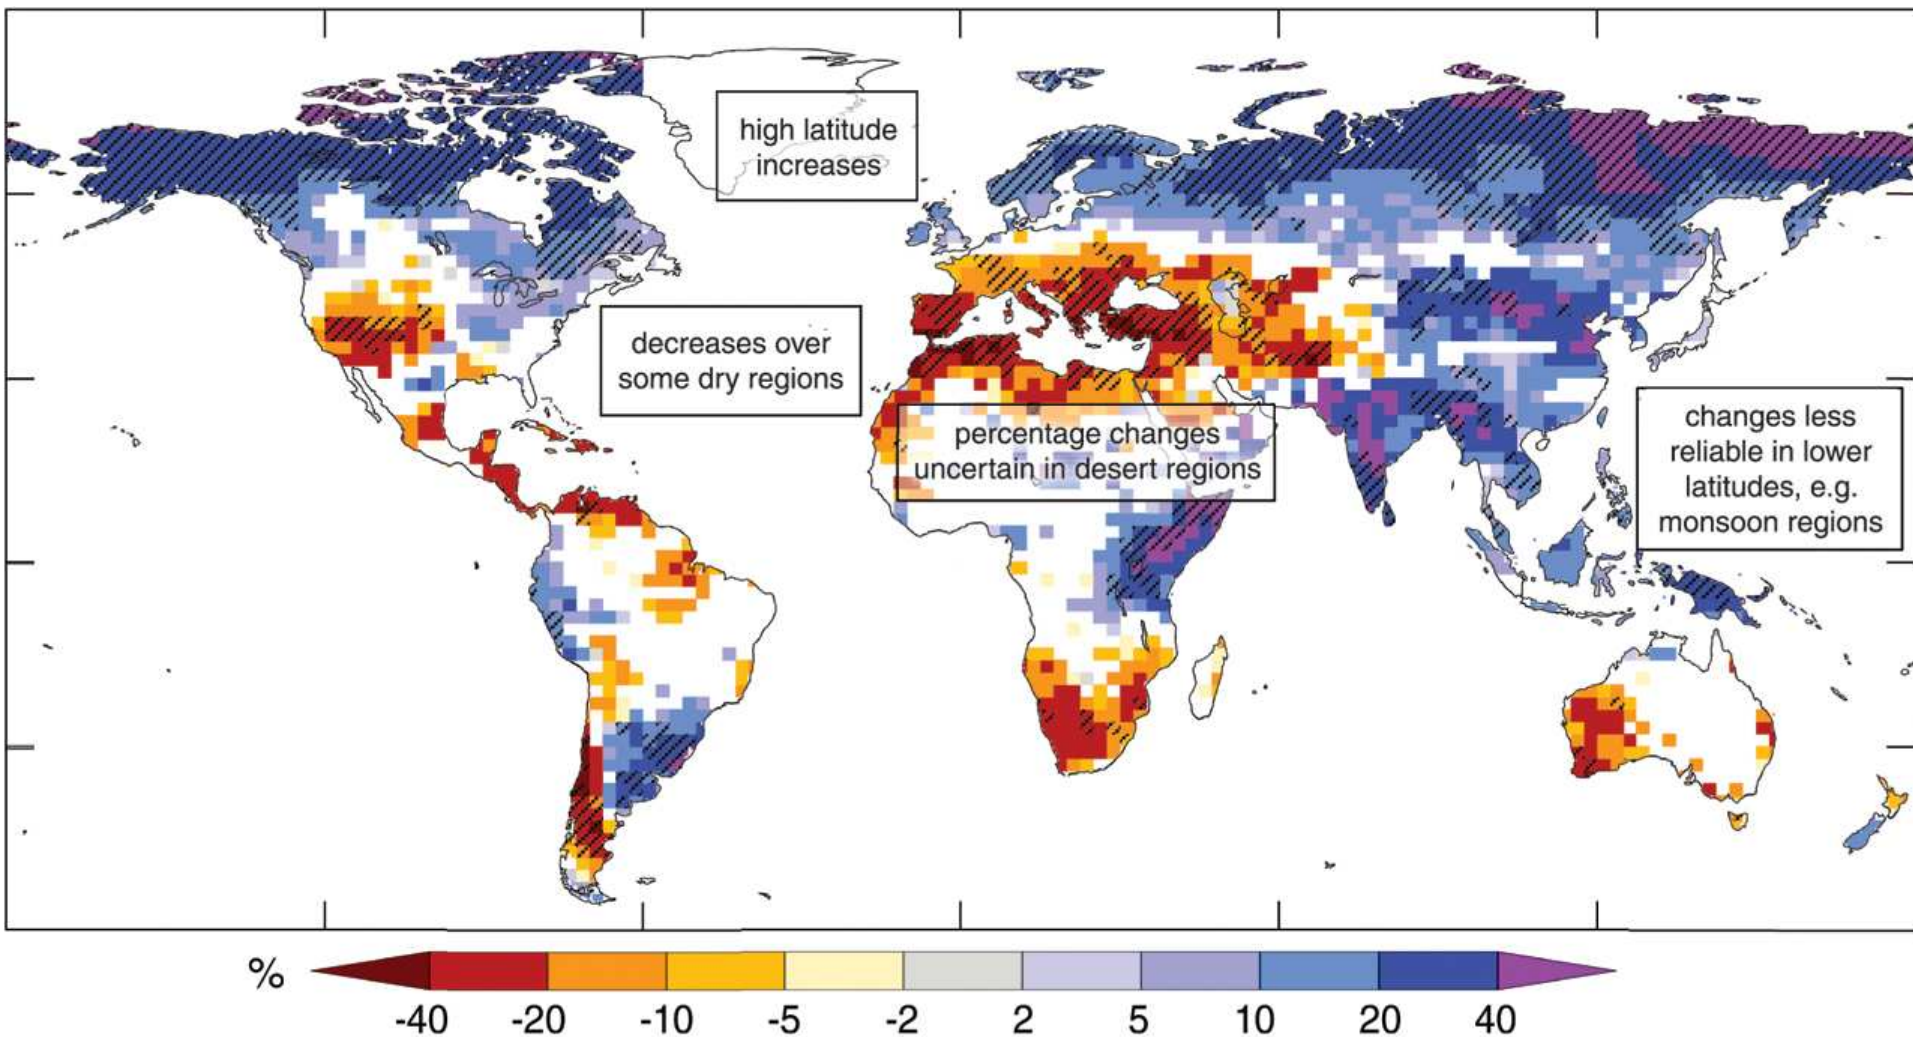 high latitude
increases
decreases over
some dry regions
percentage changes
uncertain in desert regions
changes less
reliable in lower
latitudes, e.g.
monsoon regions
%
-40 -20 -10 -5 -2 2 5 10 20 40